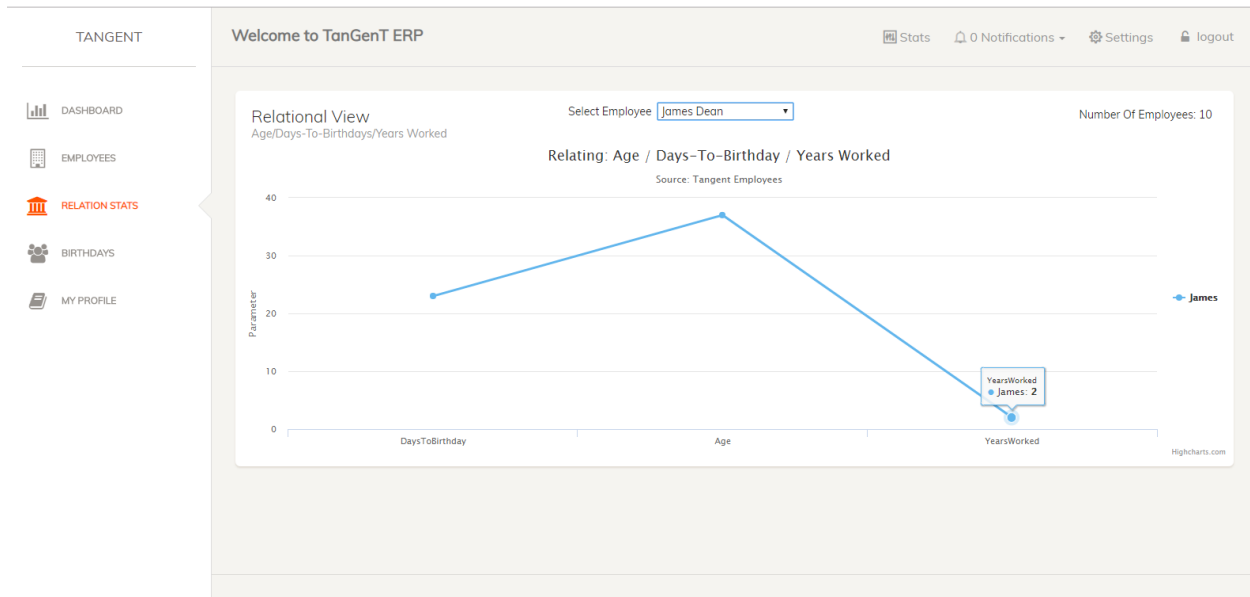 TANGENT
DASHBOARD
EMPLOYEES
RELATION STATS
BIRTHDAYS
MY PROFILE
Welcome to TanGenT ERP
Stats
0 Notifications
Settings
logout
Relational View
Age/Days-To-Birthdays/Years Worked
Select Employee James Dean
Number Of Employees: 10
Relating: Age / Days-To-Birthday / Years Worked
Source: Tangent Employees
Parameter
40
30
20
10
0
YearsWorked
James: 2
DaysToBirthday
Age
YearsWorked
James
Highcharts.com